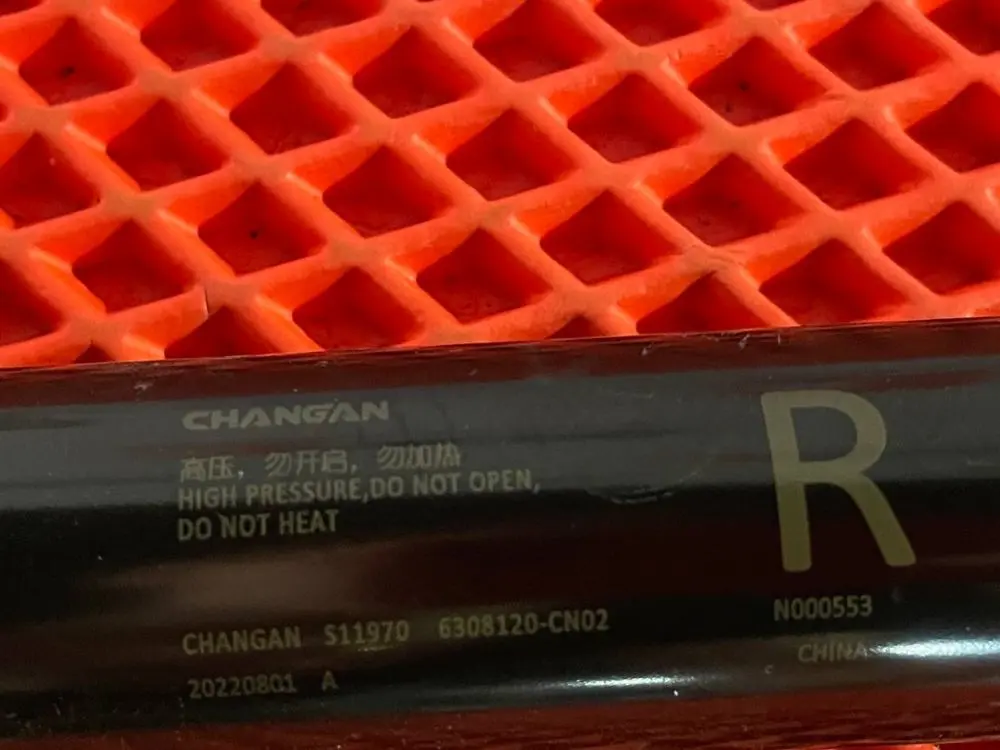 CHANGAN
高压，勿开启，勿加热
HIGH PRESSURE,DO NOT OPEN,
DO NOT HEAT
R
CHANGAN S11970 6308120-CN02
N000553
20220801 A
CHINA